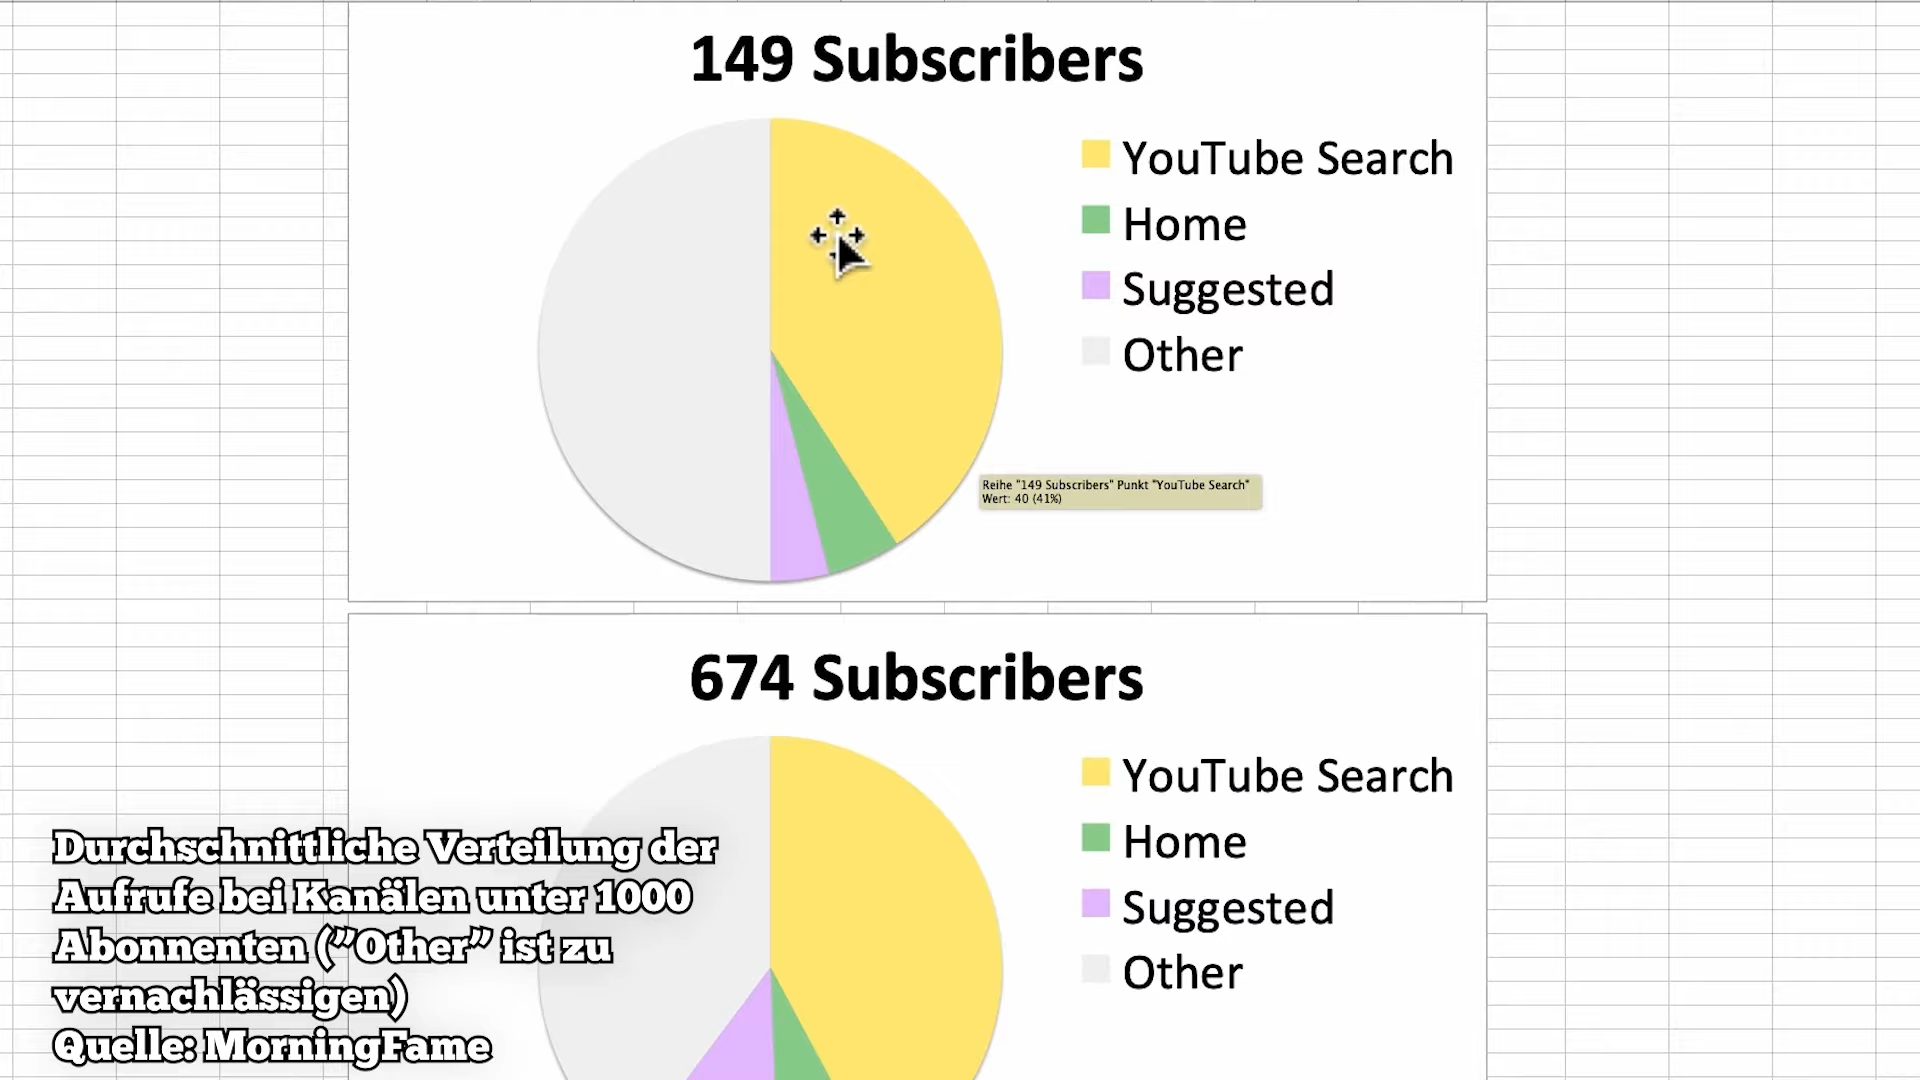 149 Subscribers
YouTube Search
Home
Suggested
Other
Reihe "149 Subscribers" Punkt "YouTube Search"
Wert: 40 (41%)
674 Subscribers
YouTube Search
Home
Suggested
Other
Durchschnittliche Verteilung der
Aufrufe bei Kanälen unter 1000
Abonnenten ("Other" ist zu
vernachlässigen)
Quelle: MorningFame